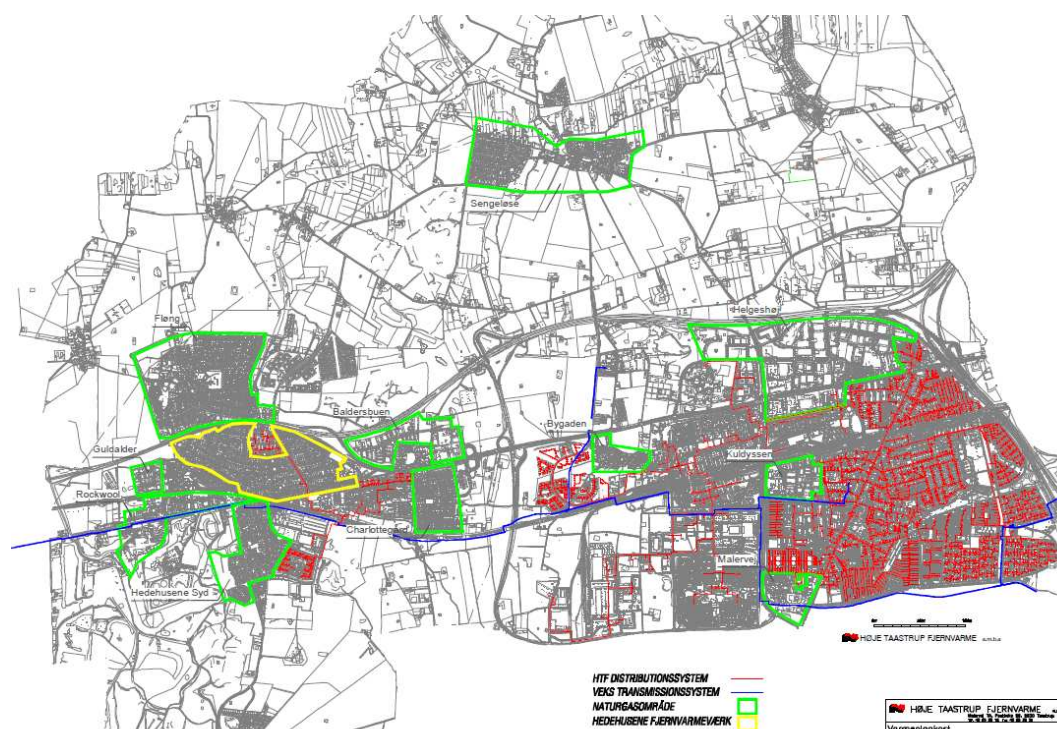 Sengeløse
Fløng
Helgeshøj
Baldersbuen
Bygaden
Guldalder
Kuldyssen
Rockwool
Charlottegård
Malerve
Hedehusene Syd
HØJE TAASTRUP FJERNVARME a.m.b.a
HTF DISTRIBUTIONSSYSTEM
VEKS TRANSMISSIONSSYSTEM
NATURGASOMRÅDE
HEDEHUSENE FJERNVARMEVÆRK
HØJE TAASTRUP FJERNVARME